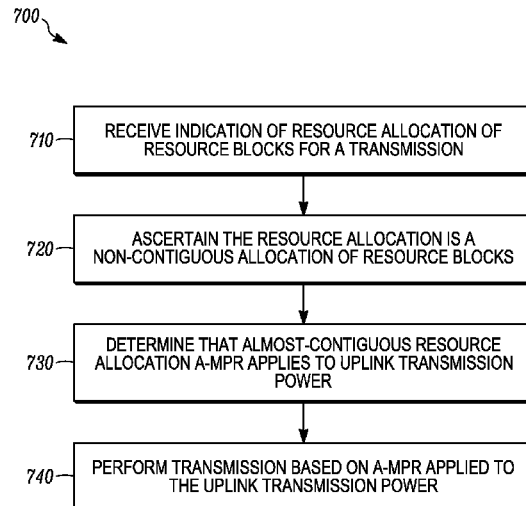 700
710
RECEIVE INDICATION OF RESOURCE ALLOCATION OF
RESOURCE BLOCKS FOR A TRANSMISSION
720
ASCERTAIN THE RESOURCE ALLOCATION IS A
NON-CONTIGUOUS ALLOCATION OF RESOURCE BLOCKS
730
DETERMINE THAT ALMOST-CONTIGUOUS RESOURCE
ALLOCATION A-MPR APPLIES TO UPLINK TRANSMISSION
POWER
740
PERFORM TRANSMISSION BASED ON A-MPR APPLIED TO
THE UPLINK TRANSMISSION POWER